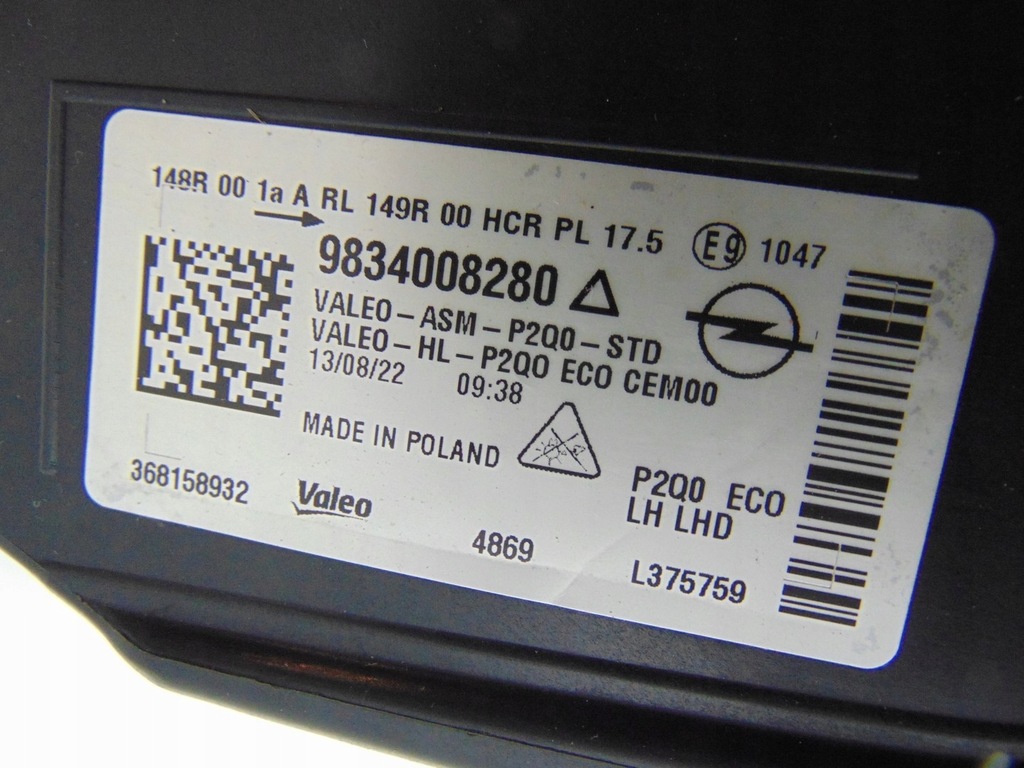 148R 00 1a A RL 149R 00 HCR PL 17.5 E9 1047
9834008280
VALEO-ASM-P2Q0-STD
VALEO-HL-P2Q0 ECO CEM00
13/08/22 09:38
MADE IN POLAND
P2Q0 ECO
LH LHD
368158932
Valeo
4869
L375759